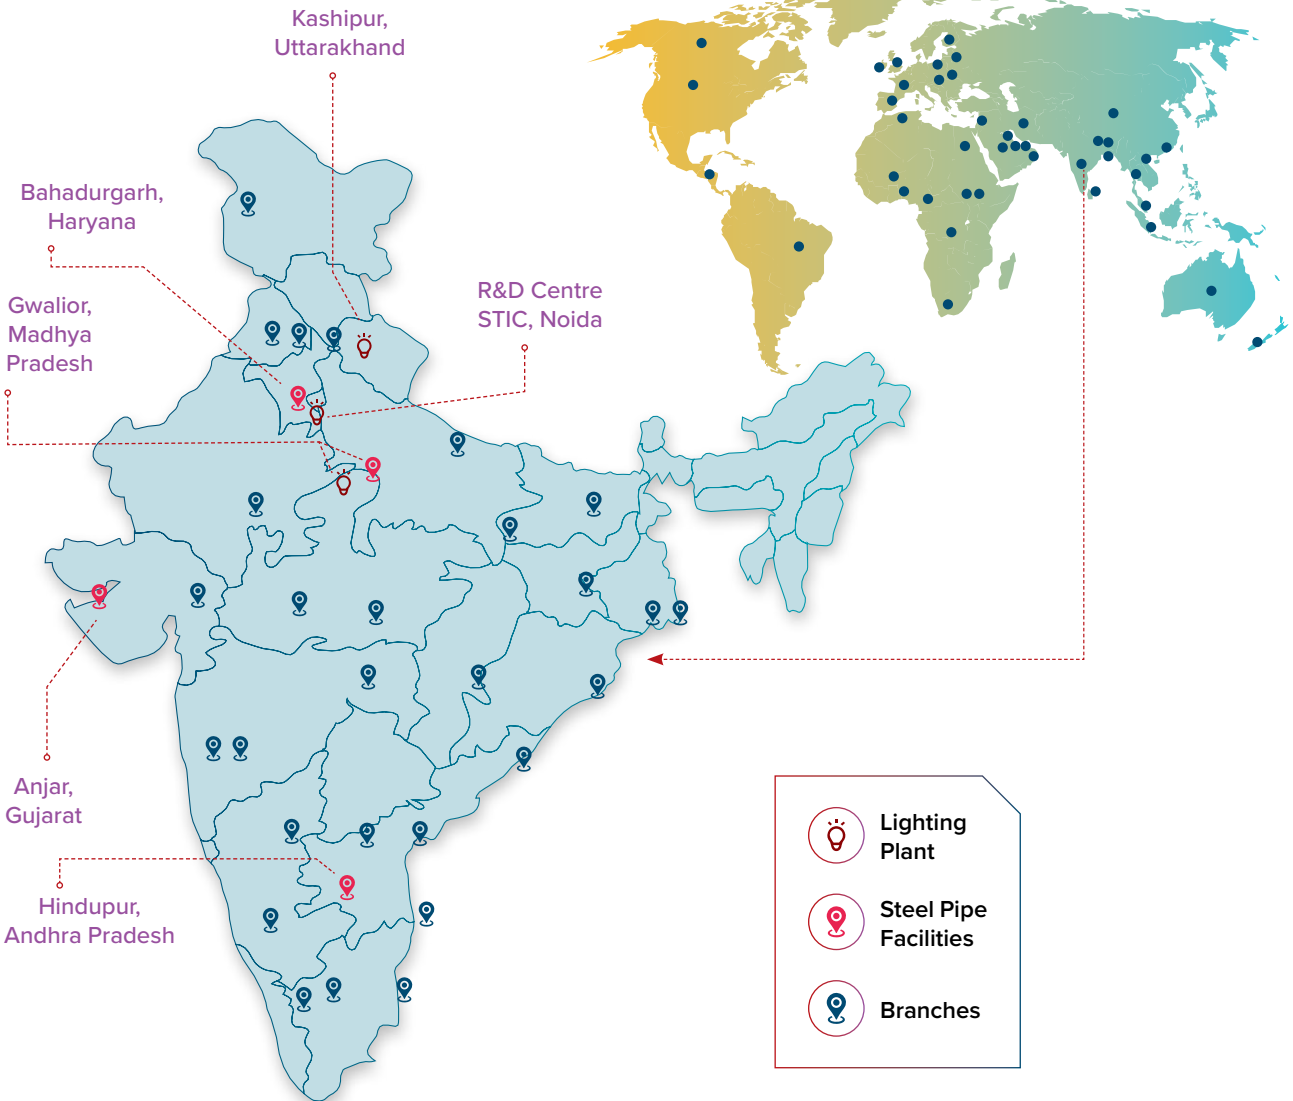 Kashipur,
Uttarakhand
Bahadurgarh,
Haryana
Gwalior,
Madhya
Pradesh
R&D Centre
STIC, Noida
Anjar,
Gujarat
Hindupur,
Andhra Pradesh
Lighting
Plant
Steel Pipe
Facilities
Branches